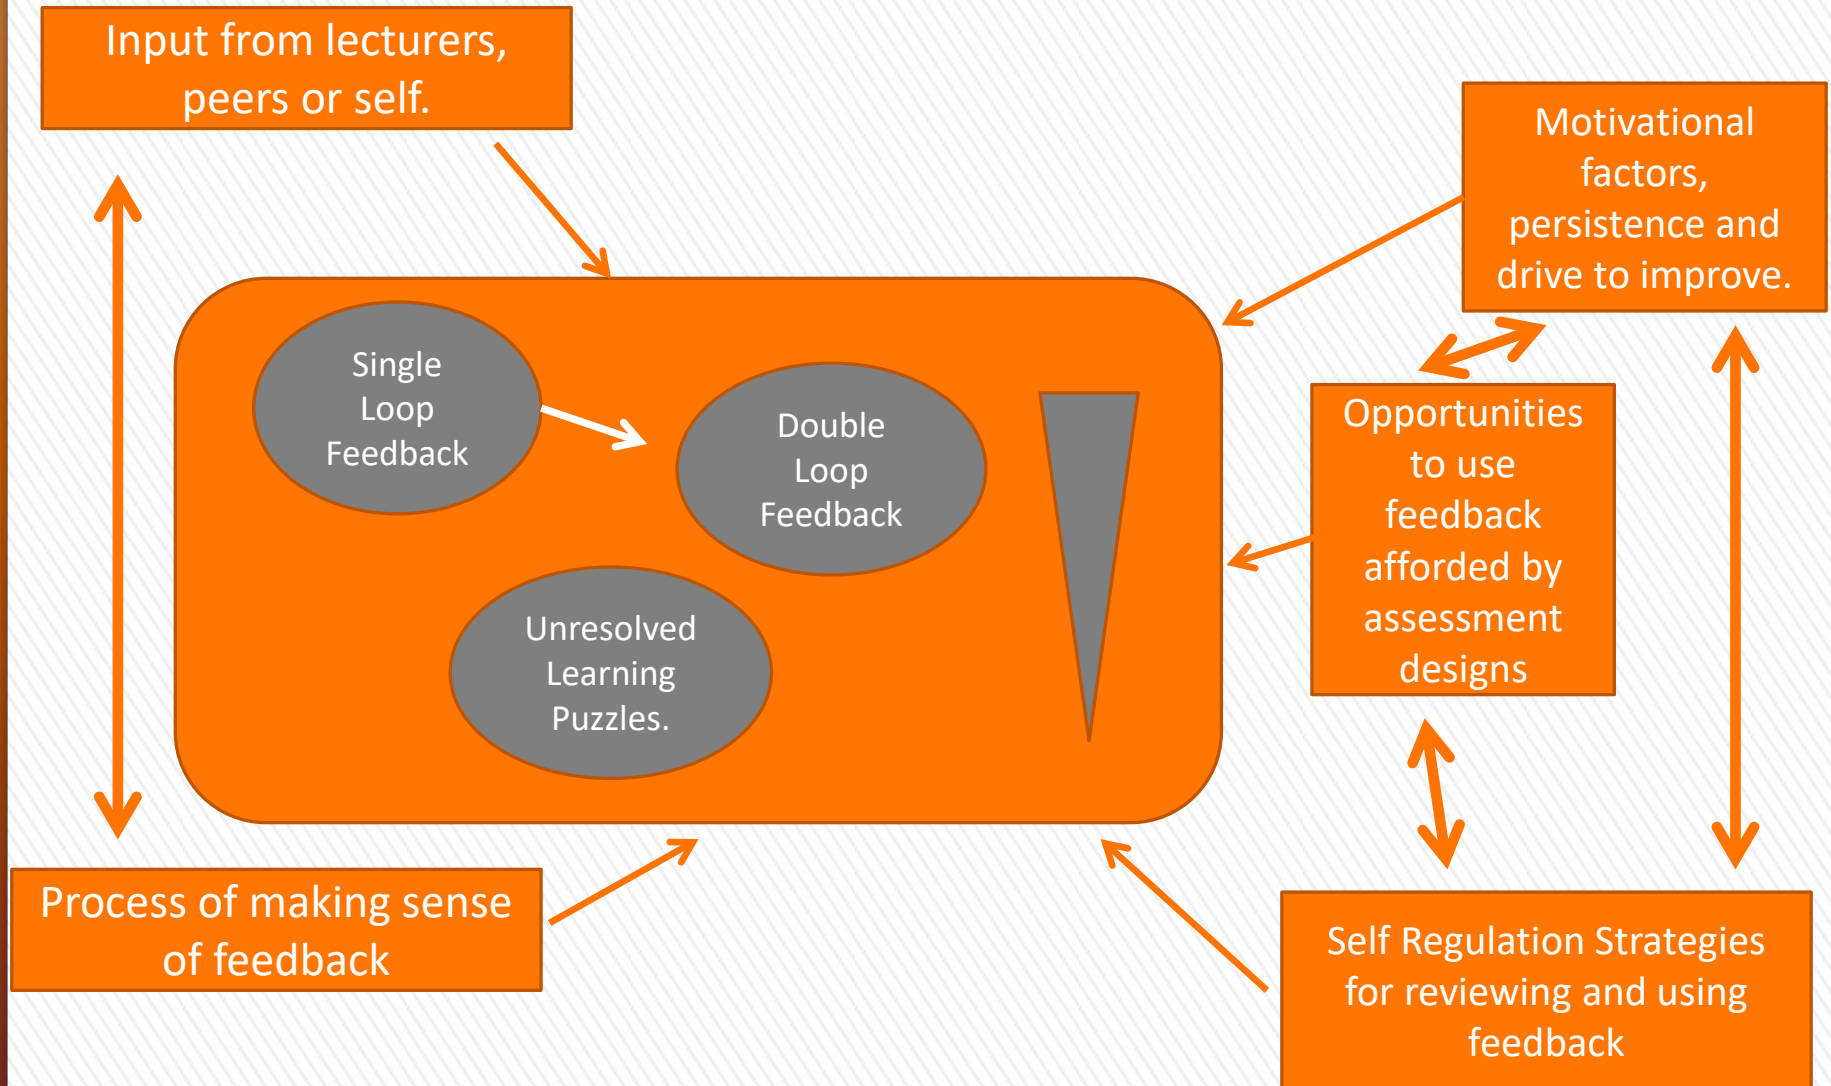 Input from lecturers,
peers or self.
Motivational
factors,
persistence and
drive to improve.
Single
Loop
Feedback
Double
Loop
Feedback
Opportunities
to use
feedback
afforded by
assessment
designs
Unresolved
Learning
Puzzles.
Process of making sense
of feedback
Self Regulation Strategies
for reviewing and using
feedback